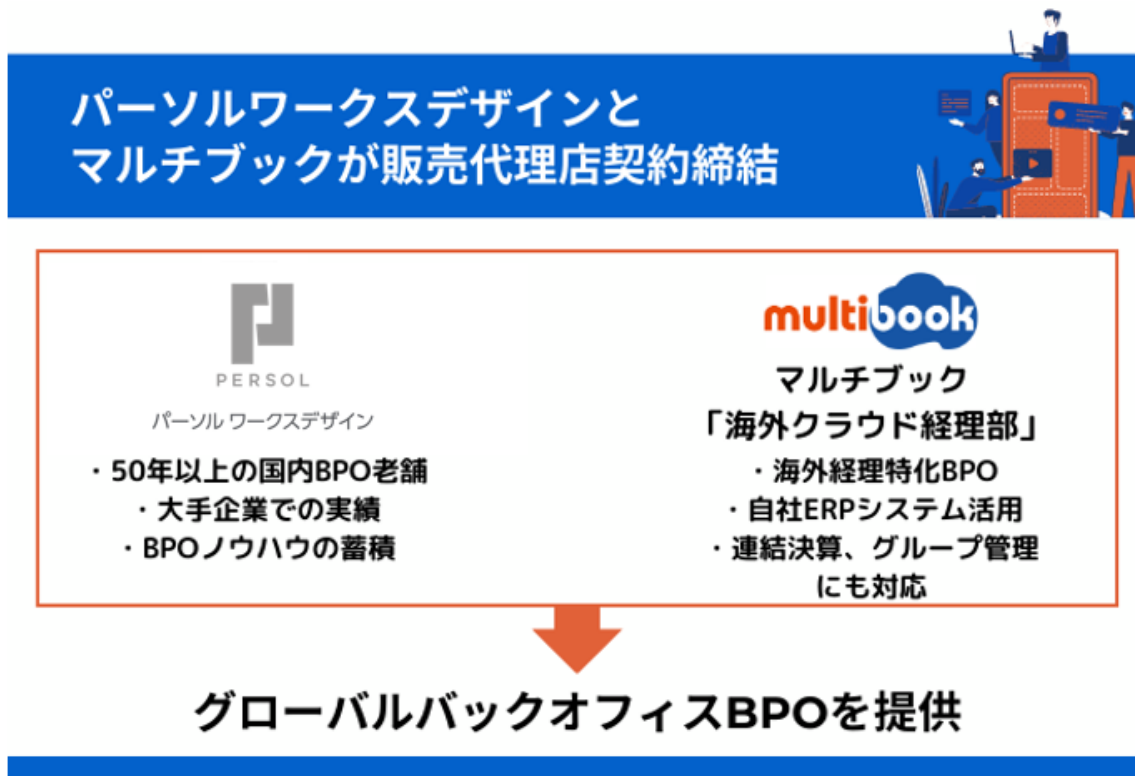 パーソルワークスデザインと
マルチブックが販売代理店契約締結
PERSOL
パーソル ワークスデザイン
・50年以上の国内BPO老舗
・大手企業での実績
・BPOノウハウの蓄積
multibook
マルチブック
「海外クラウド経理部」
・海外経理特化BPO
・自社ERPシステム活用
・連結決算、グループ管理
にも対応
グローバルバックオフィスBPOを提供